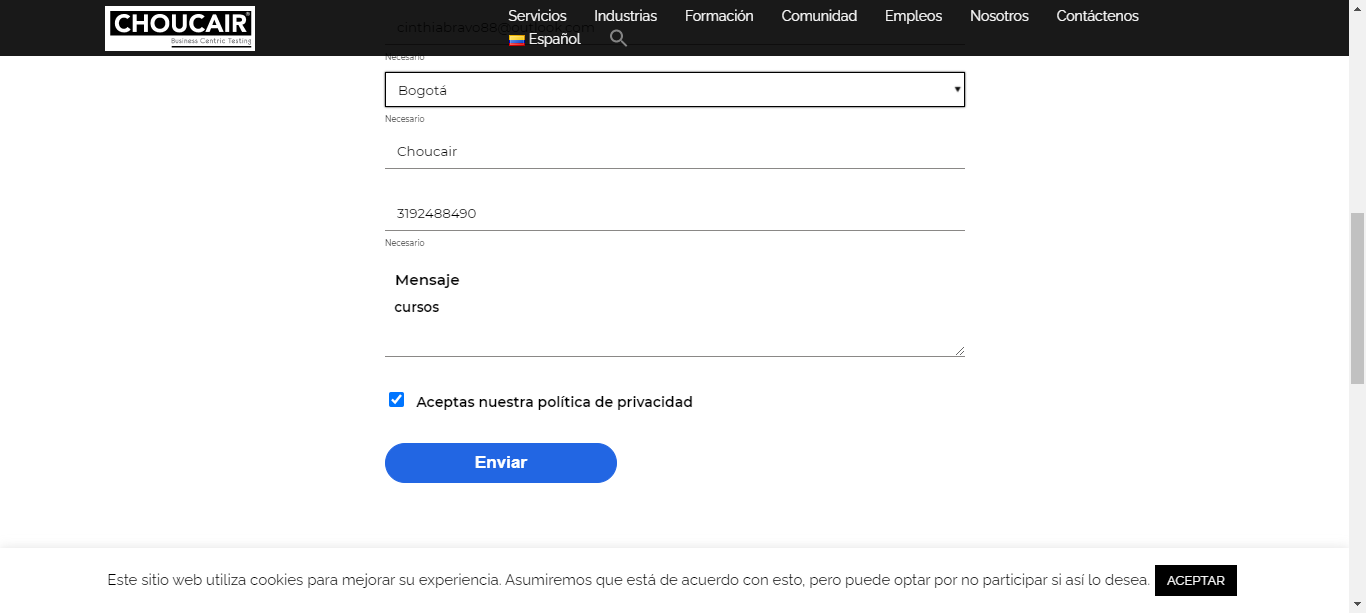 CHOUCAIR
Business Centric Testing
Servicios Industrias Formación Comunidad Empleos Nosotros Contáctenos
cinthiabravo88@outlook.com
Español
Necesario
Bogotá
Necesario
Choucair
3192488490
Necesario
Mensaje
cursos
Aceptas nuestra política de privacidad
Enviar
Este sitio web utiliza cookies para mejorar su experiencia. Asumiremos que está de acuerdo con esto, pero puede optar por no participar si así lo desea. ACEPTAR